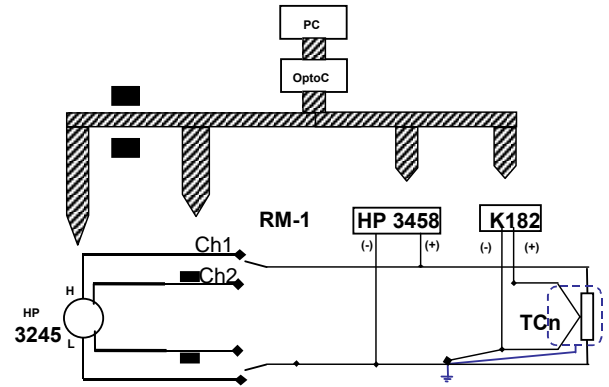 PC
OptoC
RM-1
HP 3458
K182
(-)
(+)
(-)
(+)
Ch1
Ch2
H
HP
3245
L
TCn